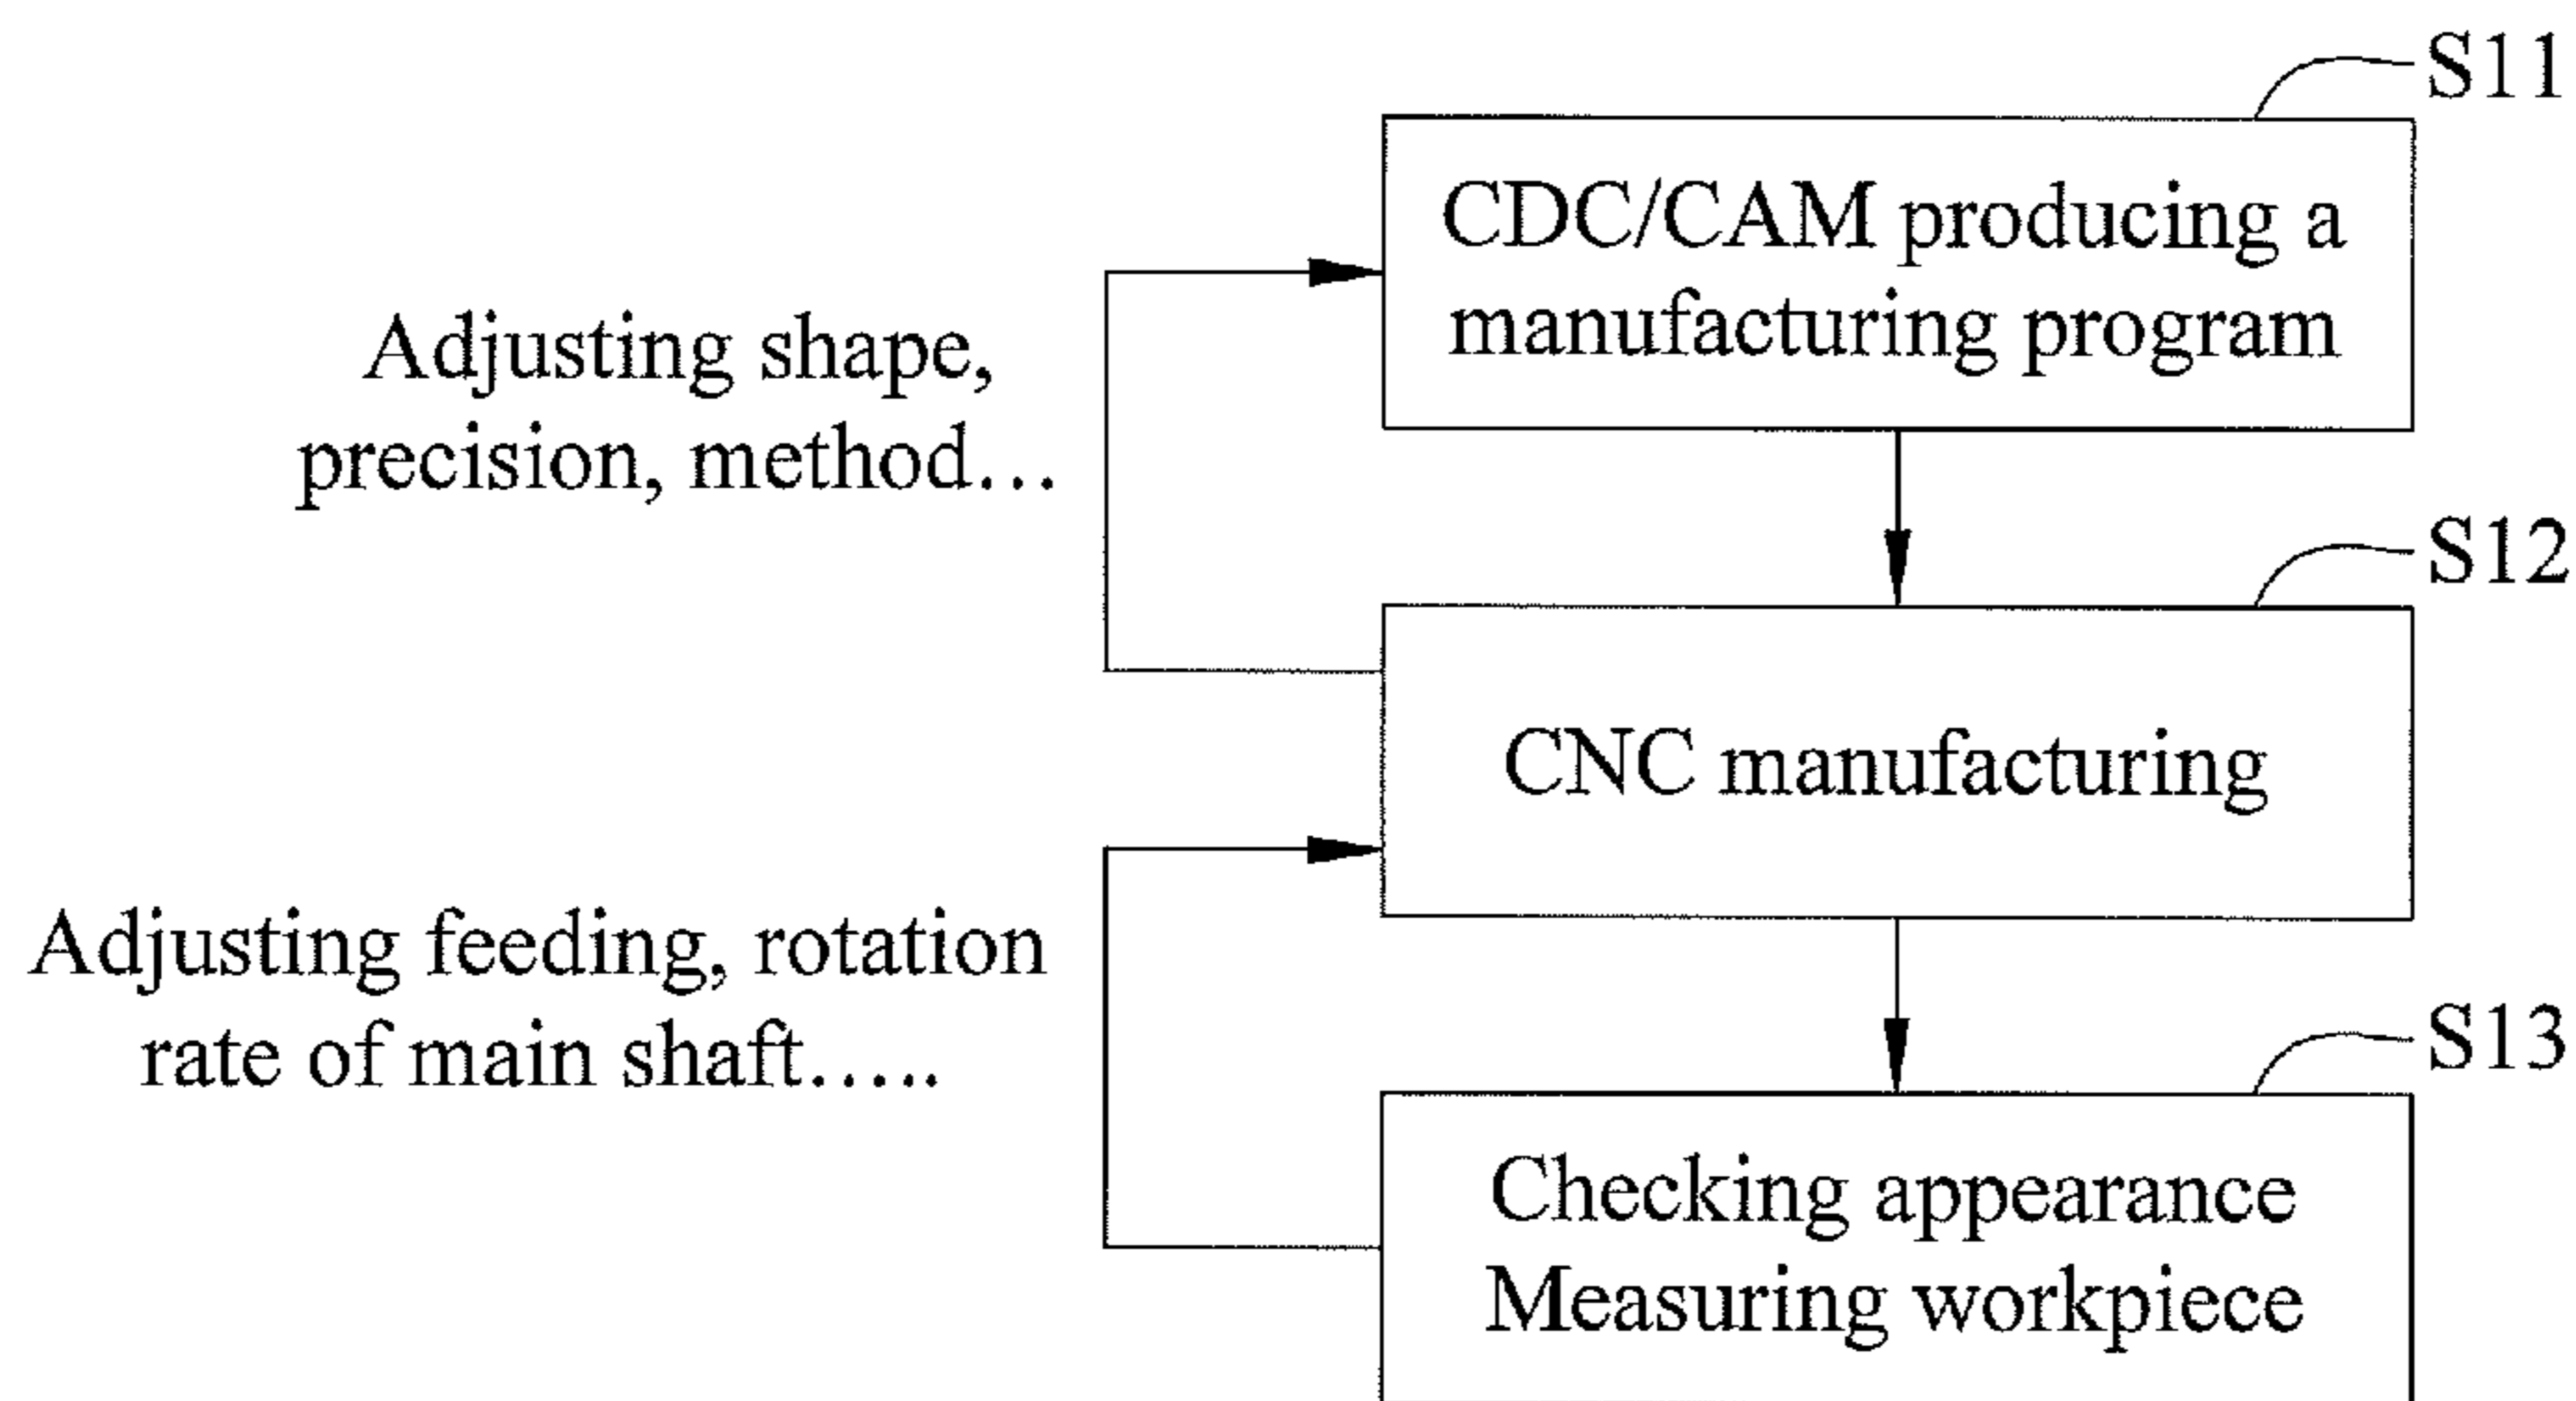 S11
CDC/CAM producing a
manufacturing program
Adjusting shape,
precision, method…
S12
CNC manufacturing
Adjusting feeding, rotation
rate of main shaft…..
S13
Checking appearance
Measuring workpiece